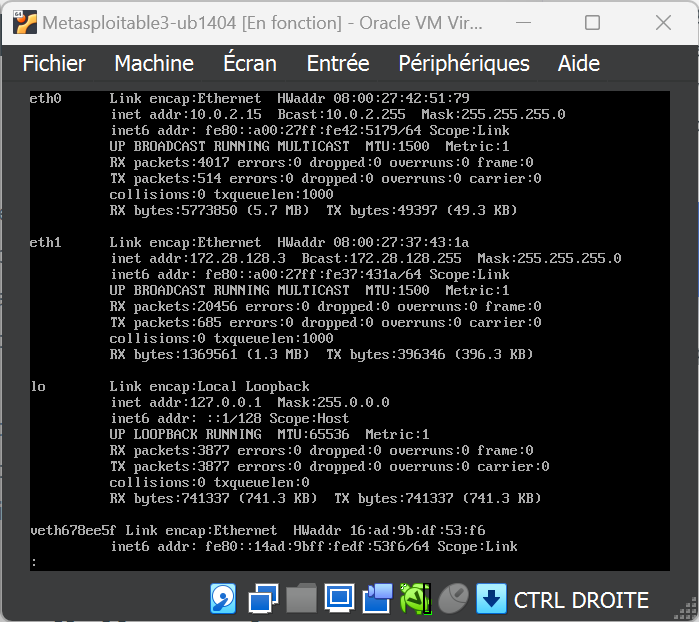 Metasploitable3-ub1404 [En fonction] - Oracle VM Vir...
Fichier Machine Écran Entrée Périphériques Aide
eth0 Link encap:Ethernet HWaddr 08:00:27:42:51:79
inet addr:10.0.2.15 Bcast:10.0.2.255 Mask:255.255.255.0
inet6 addr: fe80::a00:27ff:fe42:5179/64 Scope:Link
UP BROADCAST RUNNING MULTICAST MTU:1500 Metric:1
RX packets:4017 errors:0 dropped:0 overruns:0 frame:0
TX packets:514 errors:0 dropped:0 overruns:0 carrier:0
collisions:0 txqueuelen:1000
RX bytes:5773850 (5.7 MB) TX bytes:49397 (49.3 KB)
eth1 Link encap:Ethernet HWaddr 08:00:27:37:43:1a
inet addr:172.28.128.3 Bcast:172.28.128.255 Mask:255.255.255.0
inet6 addr: fe80::a00:27ff:fe37:431a/64 Scope:Link
UP BROADCAST RUNNING MULTICAST MTU:1500 Metric:1
RX packets:20456 errors:0 dropped:0 overruns:0 frame:0
TX packets:685 errors:0 dropped:0 overruns:0 carrier:0
collisions:0 txqueuelen:1000
RX bytes:1369561 (1.3 MB) TX bytes:396346 (396.3 KB)
lo Link encap:Local Loopback
inet addr:127.0.0.1 Mask:255.0.0.0
inet6 addr: ::1/128 Scope:Host
UP LOOPBACK RUNNING MTU:65536 Metric:1
RX packets:3877 errors:0 dropped:0 overruns:0 frame:0
TX packets:3877 errors:0 dropped:0 overruns:0 carrier:0
collisions:0 txqueuelen:0
RX bytes:741337 (741.3 KB) TX bytes:741337 (741.3 KB)
veth678ee5f Link encap:Ethernet HWaddr 16:ad:9b:df:53:f6
inet6 addr: fe80::14ad:9bff:fedf:53f6/64 Scope:Link
:
CTRL DROITE